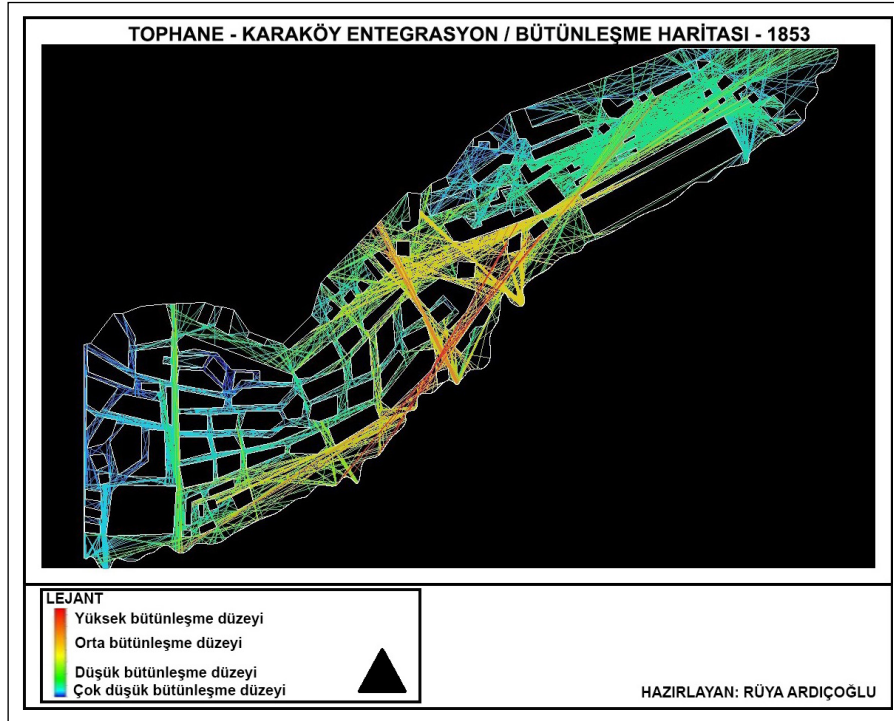 TOPHANE - KARAKÖY ENTEGRASYON / BÜTÜNLEŞME HARİTASI - 1853
LEJANT
Yüksek bütünleşme düzeyi
Orta bütünleşme düzeyi
Düşük bütünleşme düzeyi
Çok düşük bütünleşme düzeyi
HAZIRLAYAN: RÜYA ARDIÇOĞLU